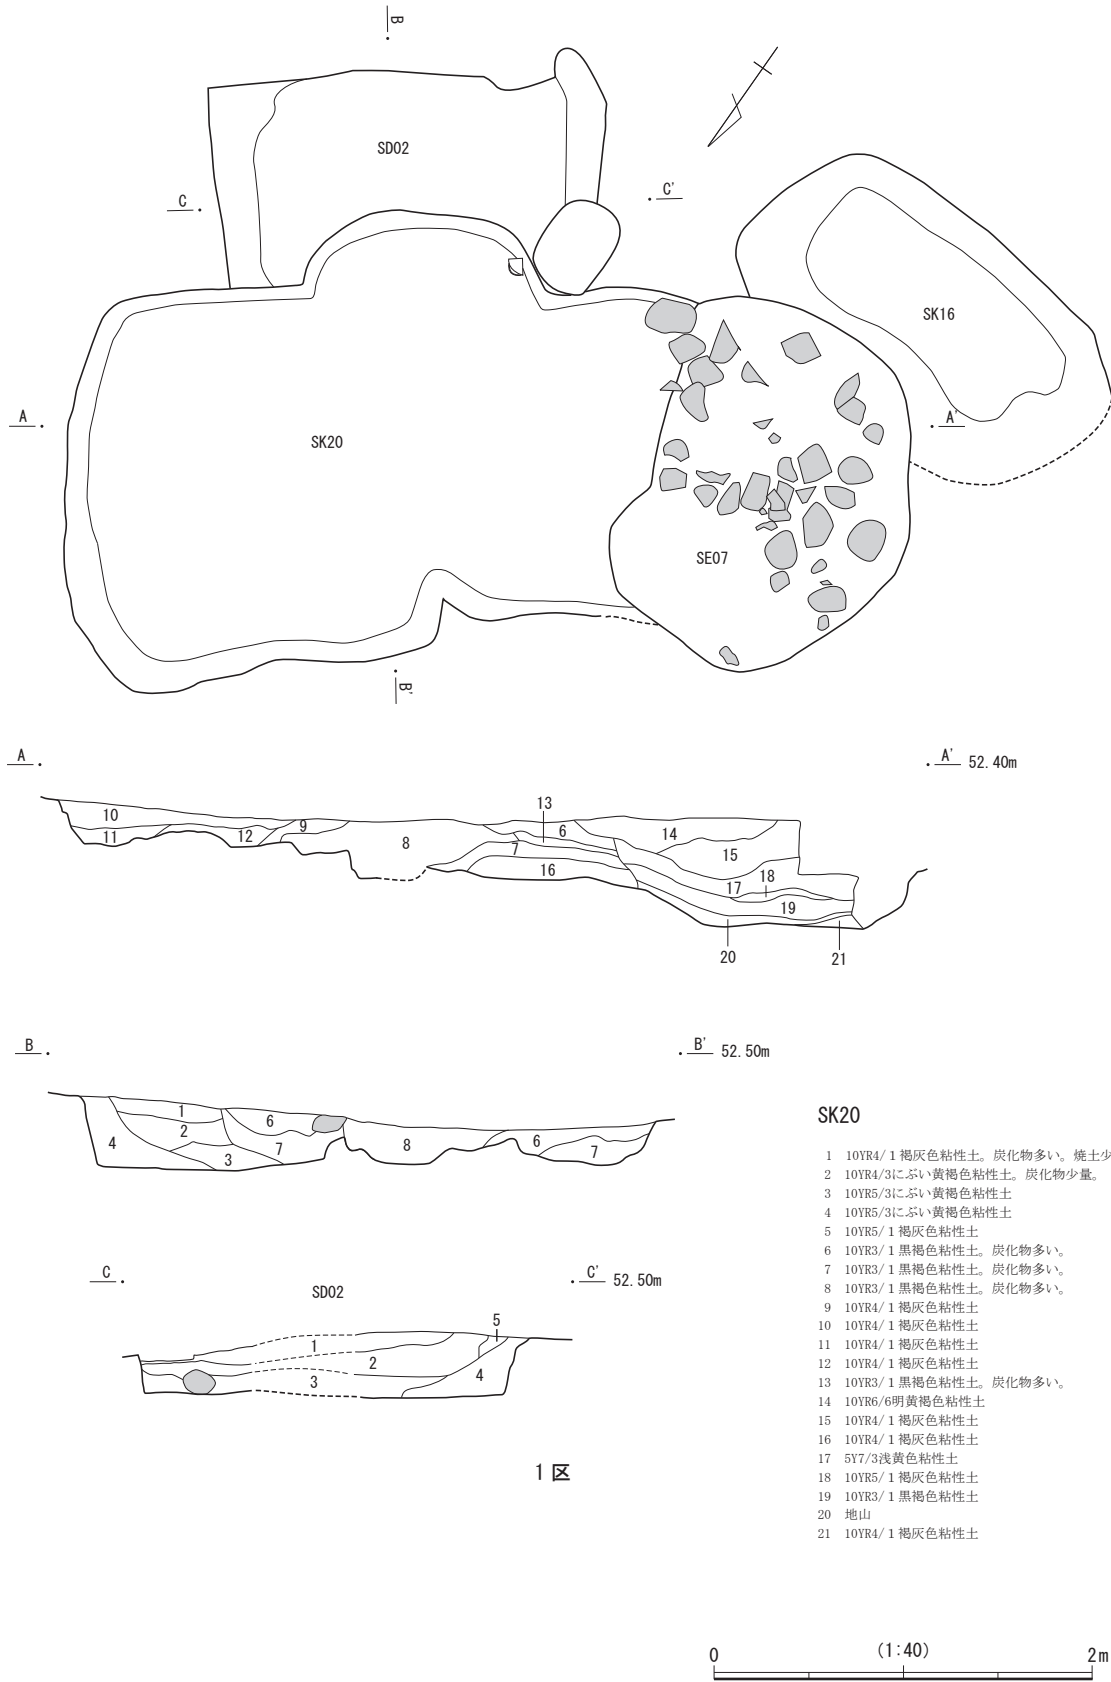 B
SD02
C
C'
SK16
A
SK20
A'
SE07
B'
A
A' 52.40m
13
10
9
6
14
11
12
8
7
15
16
18
17
19
20
21
B
B' 52.50m
1
6
2
4
8
6
7
3
7
C
SD02
C' 52.50m
5
1
2
3
4
1区
SK20
1 10YR4/1褐灰色粘性土。炭化物多い。焼土少
2 10YR4/3にぶい黄褐色粘性土。炭化物少量。
3 10YR5/3にぶい黄褐色粘性土
4 10YR5/3にぶい黄褐色粘性土
5 10YR5/1褐灰色粘性土
6 10YR3/1黒褐色粘性土。炭化物多い。
7 10YR3/1黒褐色粘性土。炭化物多い。
8 10YR3/1黒褐色粘性土。炭化物多い。
9 10YR4/1褐灰色粘性土
10 10YR4/1褐灰色粘性土
11 10YR4/1褐灰色粘性土
12 10YR4/1褐灰色粘性土
13 10YR3/1黒褐色粘性土。炭化物多い。
14 10YR6/6明黄褐色粘性土
15 10YR4/1褐灰色粘性土
16 10YR4/1褐灰色粘性土
17 5Y7/3浅黄色粘性土
18 10YR5/1褐灰色粘性土
19 10YR3/1黒褐色粘性土
20 地山
21 10YR4/1褐灰色粘性土
0 (1:40) 2m